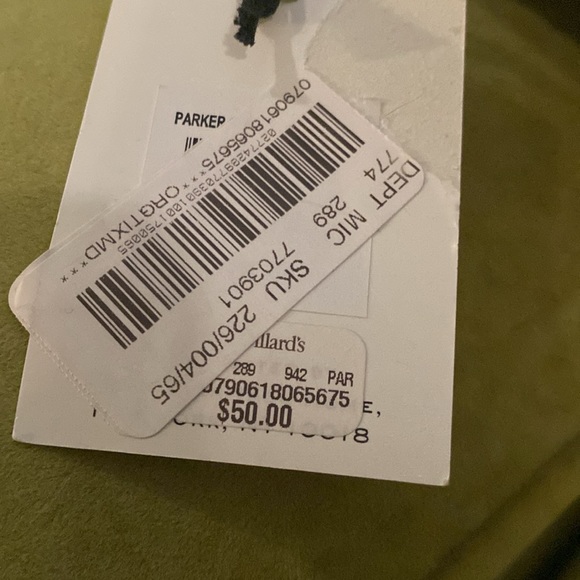 PARKER
0790618065675
027742897703901001750065
***ORGTIXMD***
DEPT MIC SKU
774 289 7703901 226/004/65
illard's
289 942 PAR
0790618065675
$50.00
E,